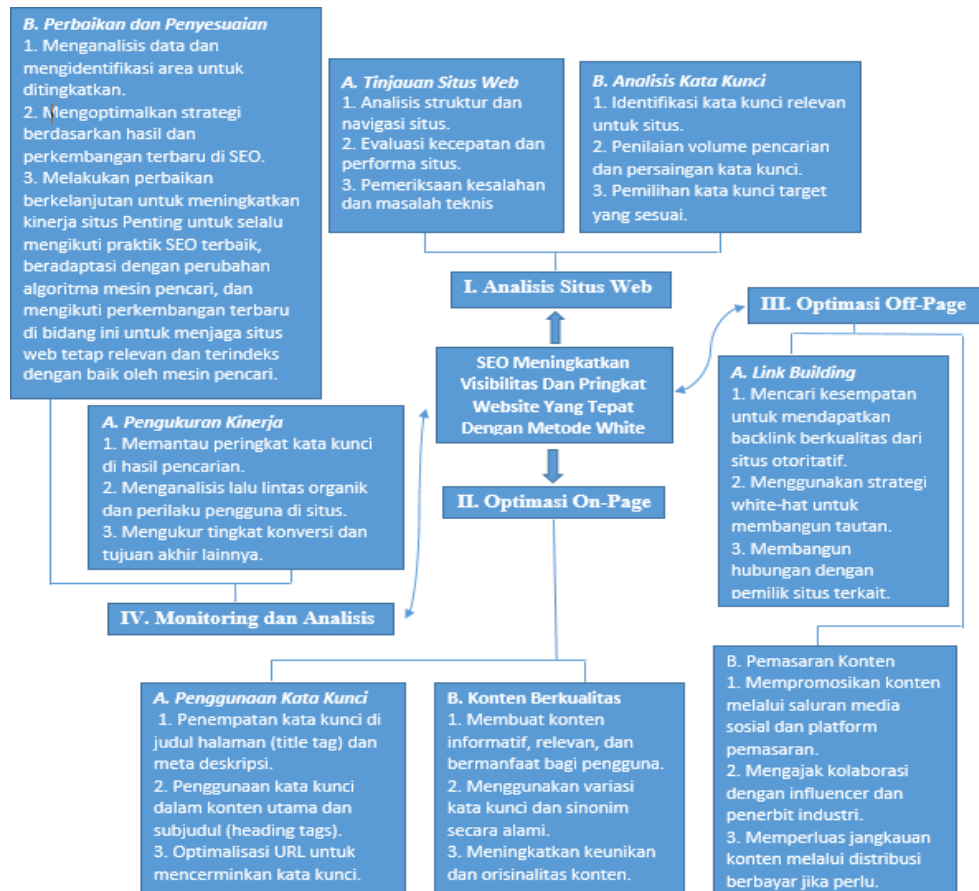 B. Perbaikan dan Penyesuaian
1. Menganalisis data dan
mengidentifikasi area untuk
ditingkatkan.
2. Mengoptimalkan strategi
berdasarkan hasil dan
perkembangan terbaru di SEO.
3. Melakukan perbaikan
berkelanjutan untuk meningkatkan
kinerja situs Penting untuk selalu
mengikuti praktik SEO terbaik,
beradaptasi dengan perubahan
algoritma mesin pencari, dan
mengikuti perkembangan terbaru
di bidang ini untuk menjaga situs
web tetap relevan dan terindeks
dengan baik oleh mesin pencari.
A. Tinjauan Situs Web
1. Analisis struktur dan
navigasi situs.
2. Evaluasi kecepatan dan
performa situs.
3. Pemeriksaan kesalahan
dan masalah teknis
B. Analisis Kata Kunci
1. Identifikasi kata kunci relevan
untuk situs.
2. Penilaian volume pencarian
dan persaingan kata kunci.
3. Pemilihan kata kunci target
yang sesuai.
I. Analisis Situs Web
III. Optimasi Off-Page
SEO Meningkatkan
Visibilitas Dan Pringkat
Website Yang Tepat
Dengan Metode White
A. Link Building
1. Mencari kesempatan
untuk mendapatkan
backlink berkualitas dari
situs otoritatif.
2. Menggunakan strategi
white-hat untuk
membangun tautan.
3. Membangun
hubungan dengan
pemilik situs terkait.
A. Pengukuran Kinerja
1. Memantau peringkat kata kunci
di hasil pencarian.
2. Menganalisis lalu lintas organik
dan perilaku pengguna di situs.
3. Mengukur tingkat konversi dan
tujuan akhir lainnya.
II. Optimasi On-Page
IV. Monitoring dan Analisis
A. Penggunaan Kata Kunci
1. Penempatan kata kunci di
judul halaman (title tag) dan
meta deskripsi.
2. Penggunaan kata kunci
dalam konten utama dan
subjudul (heading tags).
3. Optimalisasi URL untuk
mencerminkan kata kunci.
B. Konten Berkualitas
1. Membuat konten
informatif, relevan, dan
bermanfaat bagi pengguna.
2. Menggunakan variasi
kata kunci dan sinonim
secara alami.
3. Meningkatkan keunikan
dan orisinalitas konten.
B. Pemasaran Konten
1. Mempromosikan konten
melalui saluran media
sosial dan platform
pemasaran.
2. Mengajak kolaborasi
dengan influencer dan
penerbit industri.
3. Memperluas jangkauan
konten melalui distribusi
berbayar jika perlu.